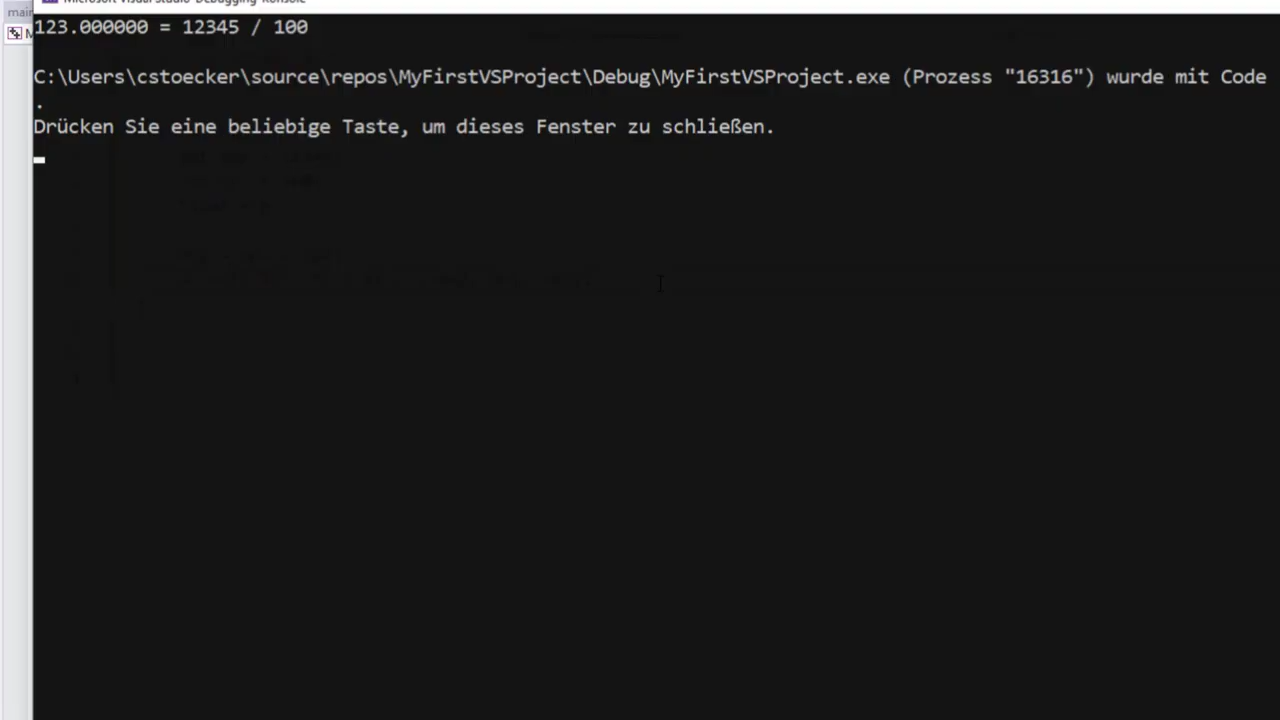 Microsoft Visual Studio-Debugging-Konsole
main
123.000000 = 12345 / 100
C:\Users\cstoecker\source\repos\MyFirstVSProject\Debug\MyFirstVSProject.exe (Prozess "16316") wurde mit Code
.
Drücken Sie eine beliebige Taste, um dieses Fenster zu schließen.